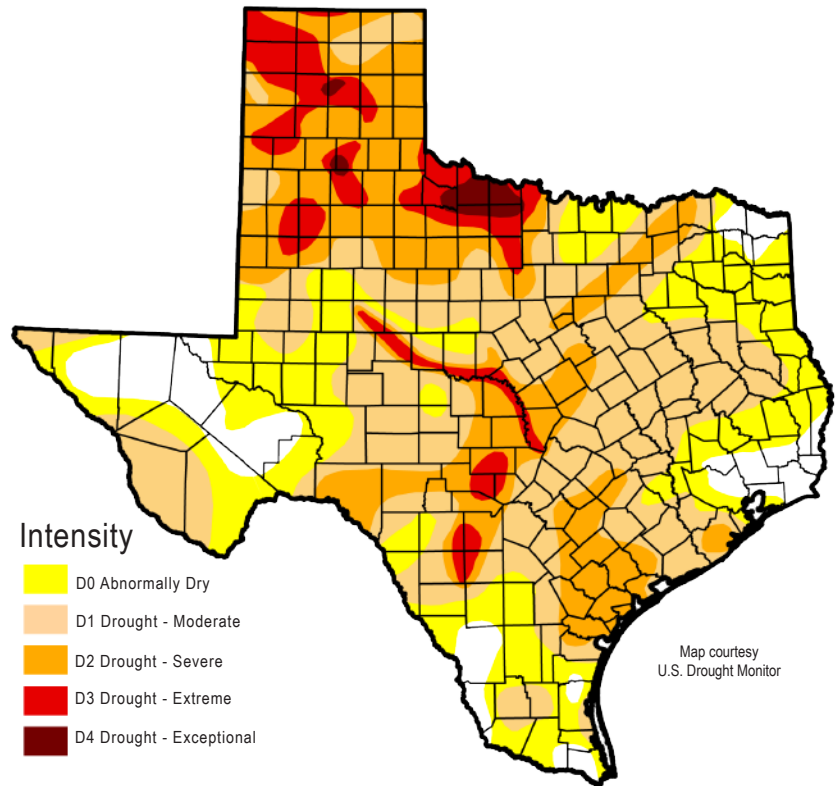 Intensity
D0 Abnormally Dry
D1 Drought - Moderate
D2 Drought - Severe
D3 Drought - Extreme
D4 Drought - Exceptional
Map courtesy
U.S. Drought Monitor